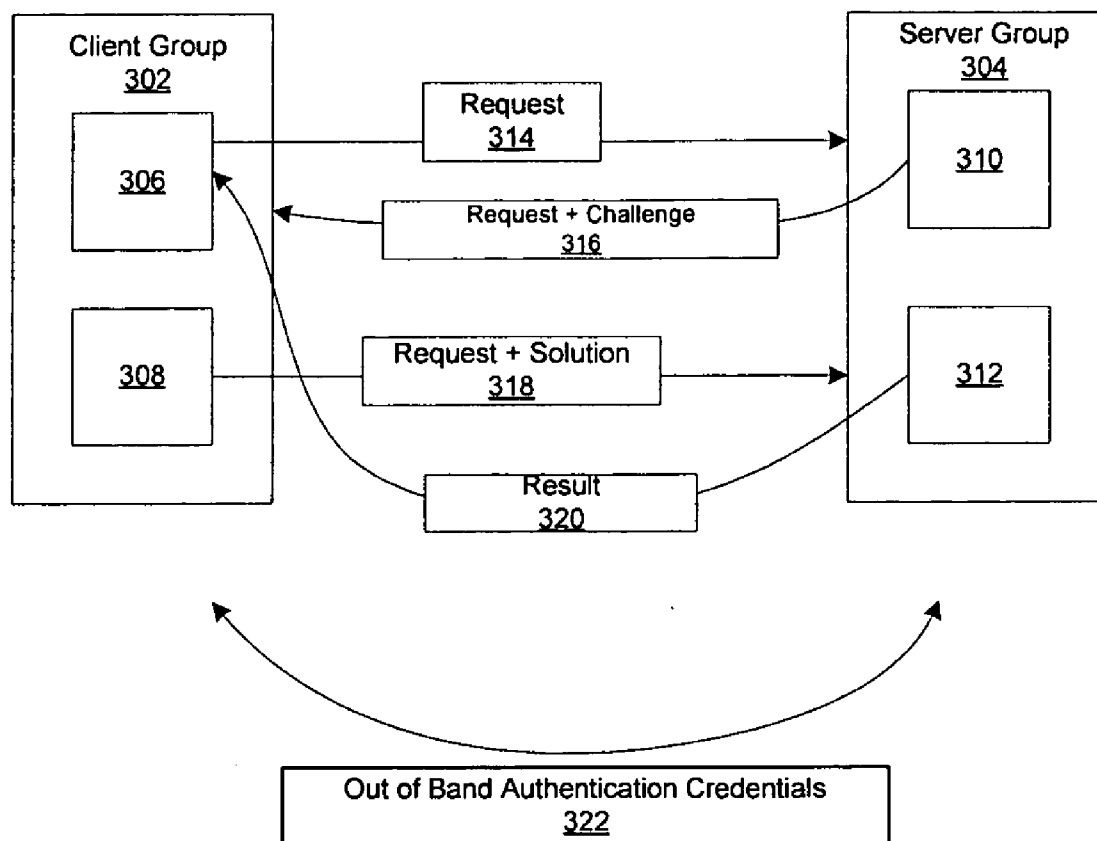 Client Group
302
Server Group
304
Request
314
306
310
Request + Challenge
316
308
Request + Solution
318
312
Result
320
Out of Band Authentication Credentials
322